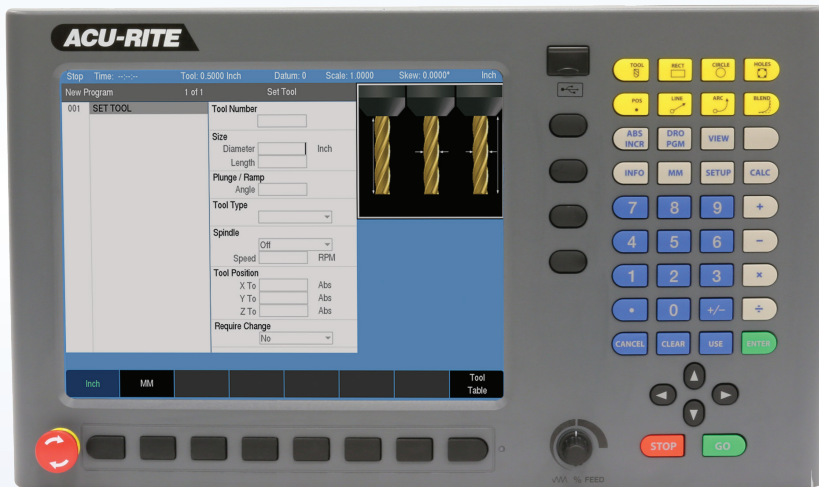 ACU-RITE
Stop Time: --:--:-- Tool: 0.5000 Inch Datum: 0 Scale: 1.0000 Skew: 0.0000° Inch
New Program 1 of 1 Set Tool
001 SET TOOL
Tool Number
Size
Diameter Inch
Length
Plunge / Ramp
Angle
Tool Type
Spindle
Off
Speed RPM
Tool Position
X To Abs
Y To Abs
Z To Abs
Require Change
No
Inch MM Tool Table
TOOL RECT CIRCLE HOLES
POS LINE ARC BLEND
ABS INCR DRO PGM VIEW
INFO MM SETUP CALC
7 8 9 +
4 5 6 -
1 2 3 ×
• 0 +/- ÷
CANCEL CLEAR USE ENTER
STOP GO
% FEED